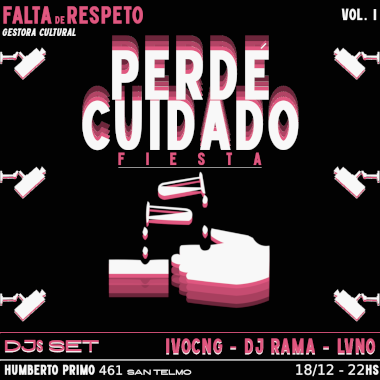 FALTA DE RESPETO
GESTORA CULTURAL
VOL. I
PERDÉ
CUIDADO
FIESTA
DJs SET
IVOCNG - DJ RAMA - LVNO
HUMBERTO PRIMO 461 SAN TELMO
18/12 - 22HS